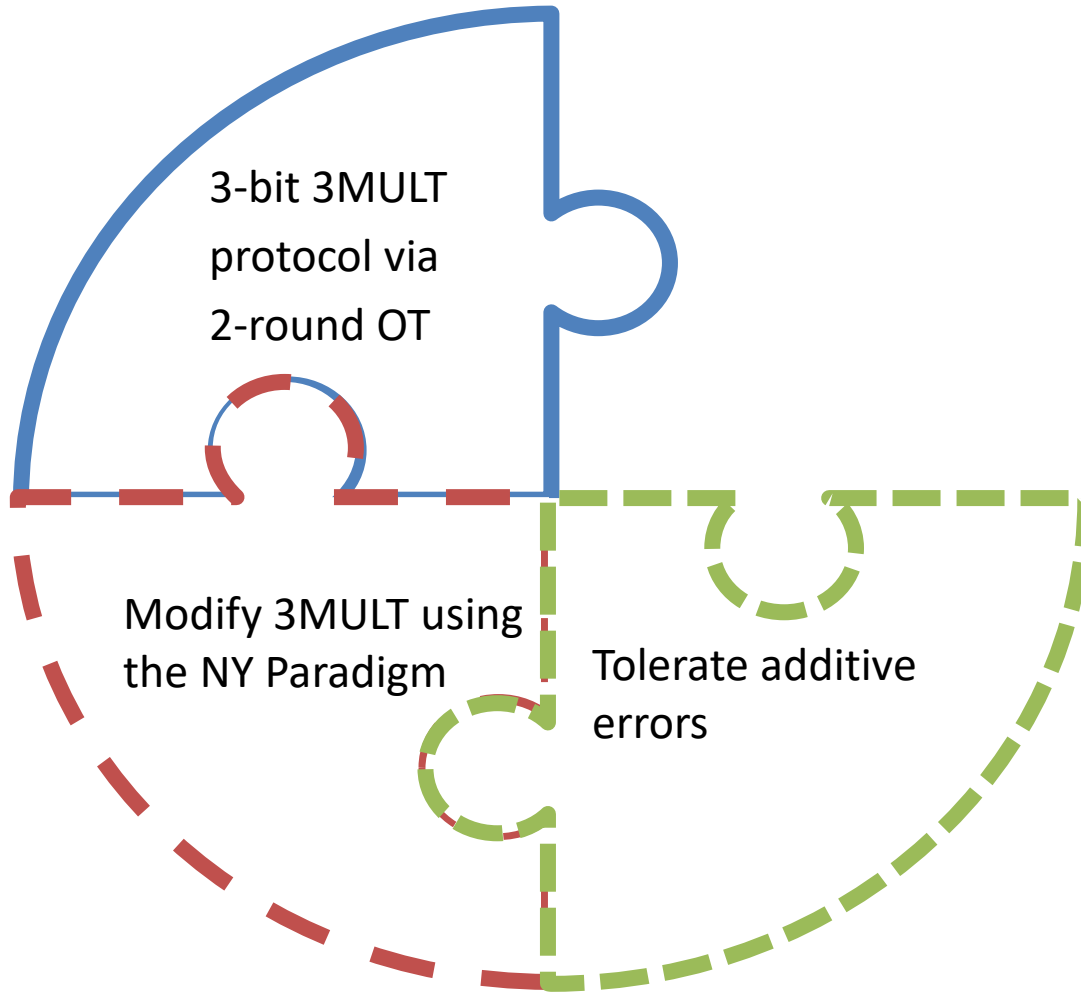 3-bit 3MULT
protocol via
2-round OT
Modify 3MULT using
the NY Paradigm
Tolerate additive
errors